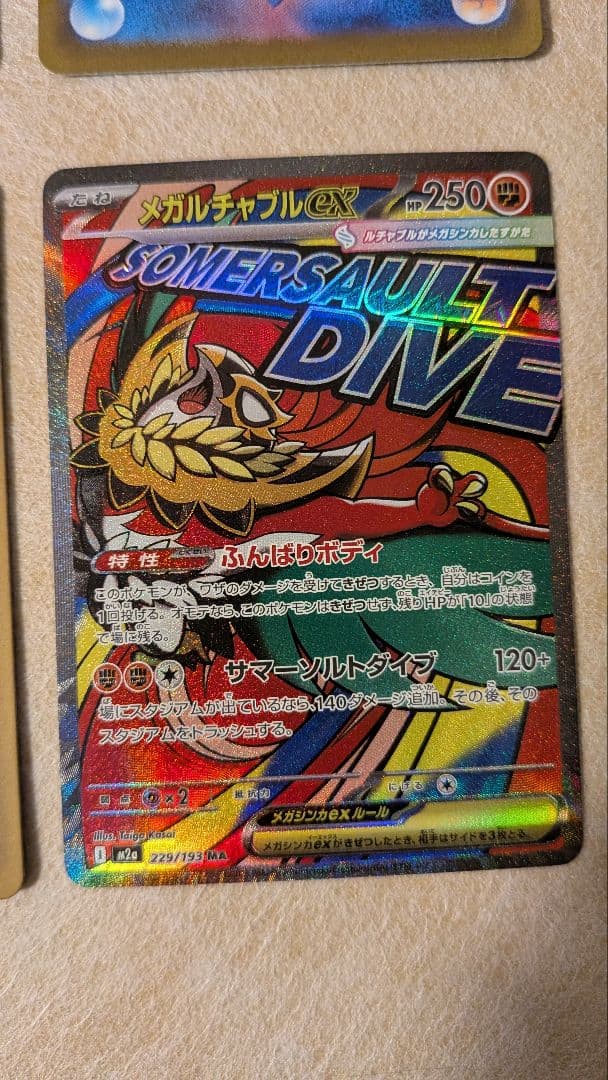 たね
メガルチャブルex HP250
ルチャブルがメガシンカしたすがた
SOMERSAULT
DIVE
特性 ふんばりボディ
このポケモンが、ワザのダメージを受けてきぜつするとき、自分はコインを
1回投げる。オモテなら、このポケモンはきぜつせず、残りHPが「10」の状態
で場に残る。
サマーソルトダイブ 120+
場にスタジアムが出ているなら、140ダメージ追加。その後、その
スタジアムをトラッシュする。
弱点 ×2 抵抗力 にげる
メガシンカexルール
メガシンカexがきぜつしたとき、相手はサイドを3枚とる。
Illus. Taiga Kasai
I M2a 229/193 MA